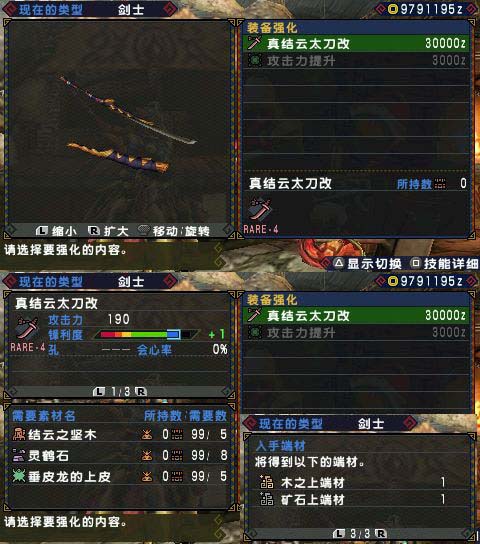 现在的类型 剑士
9791195z
装备强化
真结云太刀改 30000z
攻击力提升 3000z
真结云太刀改 所持数 0
RARE-4
L 缩小 R 扩大 移动/旋转
请选择要强化的内容。
△显示切换 □技能详细
现在的类型 剑士
9791195z
真结云太刀改
攻击力 190
RARE-4
锋利度 +1
孔 --- 会心率 0%
L 1/3 R
装备强化
真结云太刀改 30000z
攻击力提升 3000z
需要素材名 所持数/需要数
结云之坚木 0 99/ 5
灵鹤石 0 99/ 8
垂皮龙的上皮 0 99/ 5
请选择要强化的内容。
现在的类型 剑士
入手端材
将得到以下的端材。
木之上端材 1
矿石上端材 1
L 3/3 R